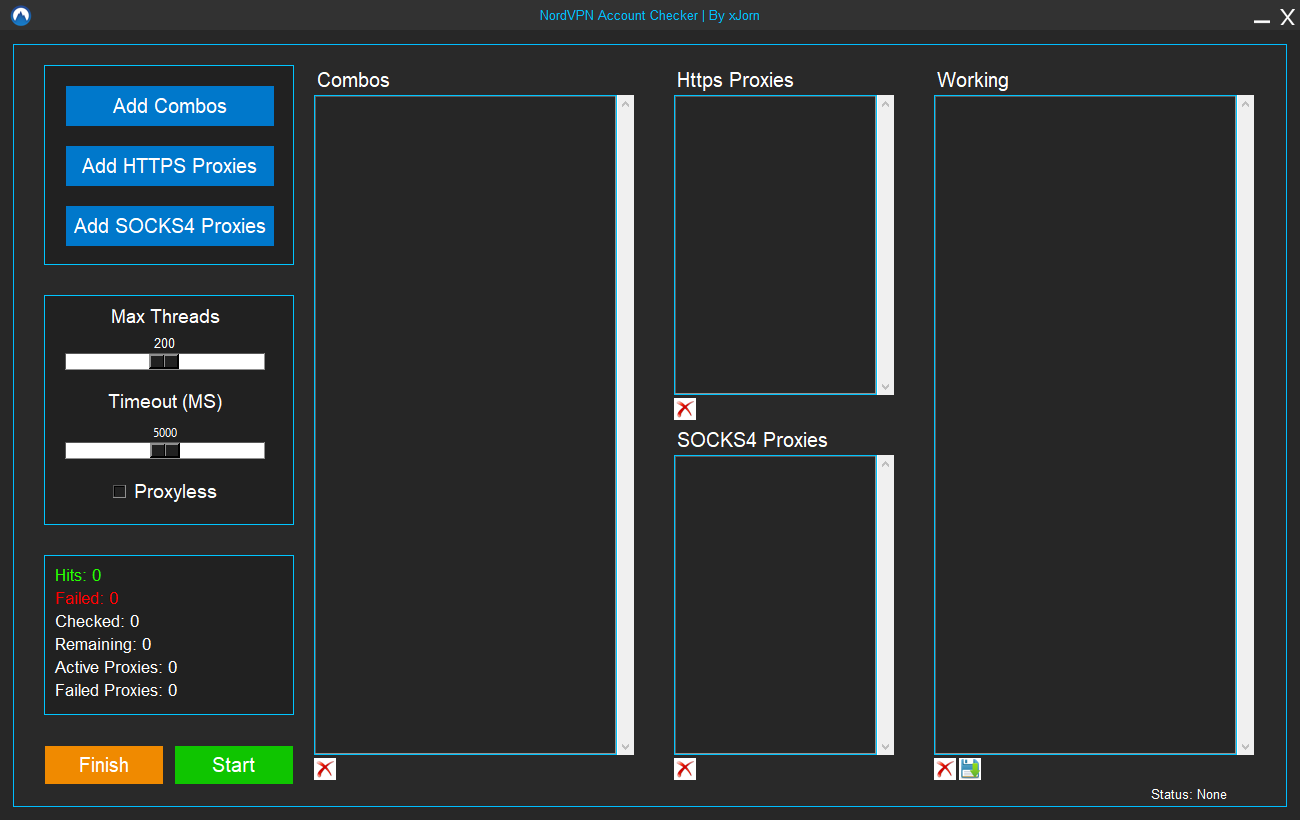 NordVPN Account Checker | By xJorn
X
Add Combos
Add HTTPS Proxies
Add SOCKS4 Proxies
Max Threads
200
Timeout (MS)
5000
Proxyless
Hits: 0
Failed: 0
Checked: 0
Remaining: 0
Active Proxies: 0
Failed Proxies: 0
Finish
Start
Combos
Https Proxies
SOCKS4 Proxies
Working
Status: None